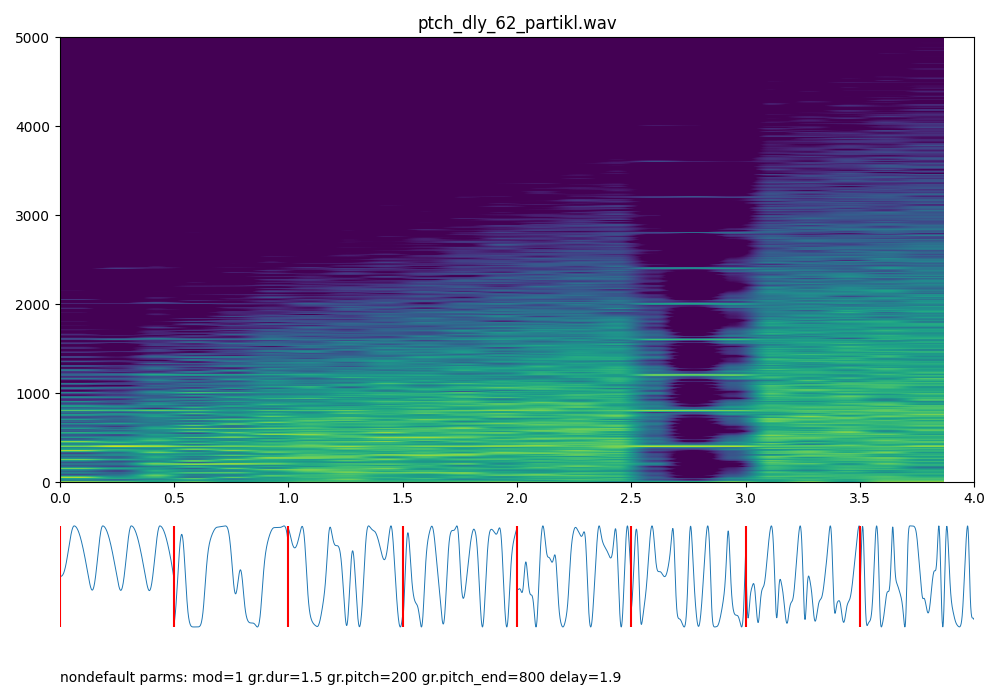 ptch_dly_62_partikl.wav
5000
4000
3000
2000
1000
0
0.0 0.5 1.0 1.5 2.0 2.5 3.0 3.5 4.0
nondefault parms: mod=1 gr.dur=1.5 gr.pitch=200 gr.pitch_end=800 delay=1.9